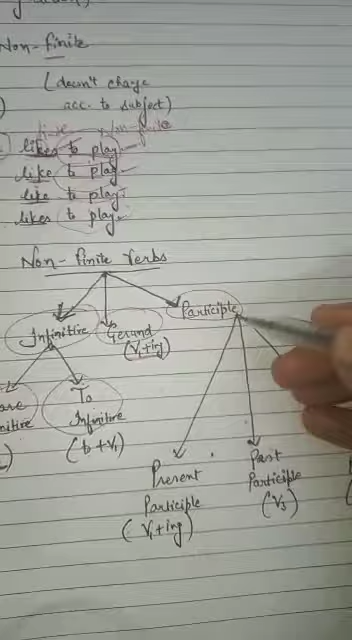 Non-finite
(doesn't change
acc. to subject)
likes to play
like to play
like to play
likes to play
Non-finite Verbs
Infinitive Gerund Participle
(V1+ing)
To
Infinitive
(to+V1)
Present
Participle
(V1+ing)
Past
Participle
(V3)